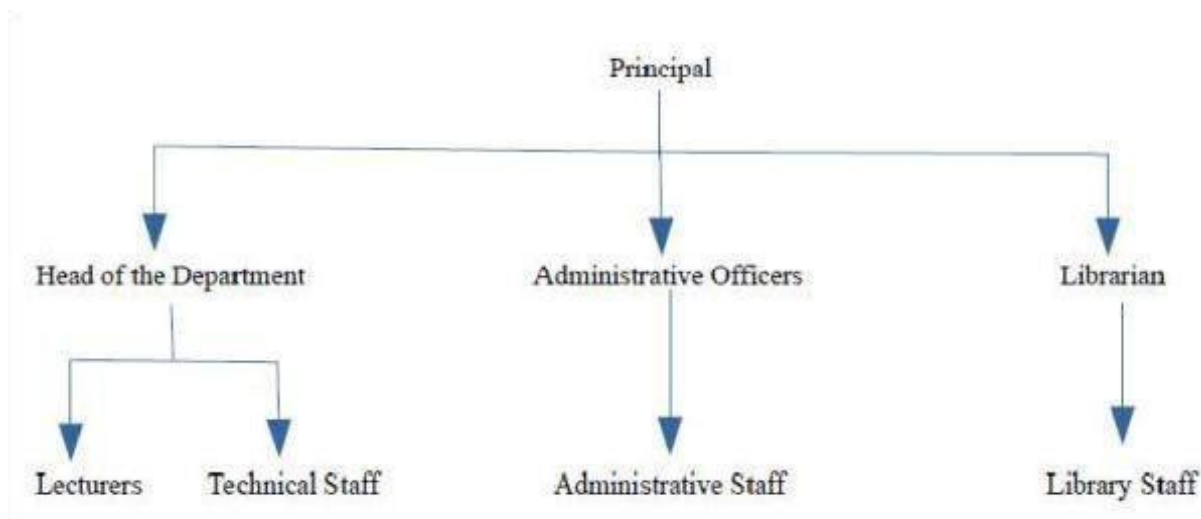 Principal
Head of the Department
Administrative Officers
Librarian
Lecturers
Technical Staff
Administrative Staff
Library Staff